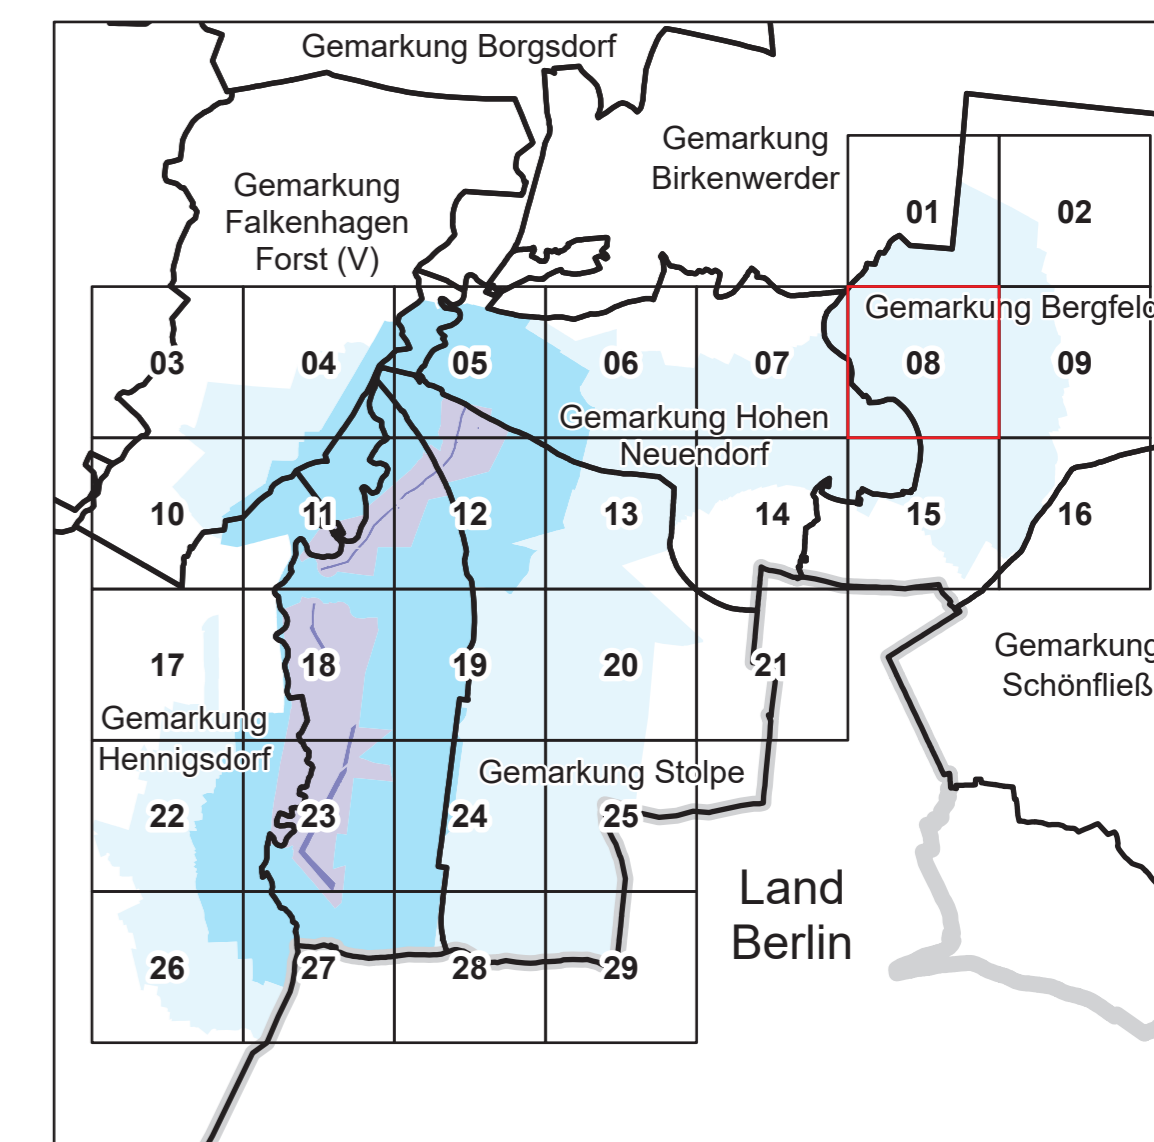 Gemarkung Borgsdorf
Gemarkung
Birkenwerder
Gemarkung
Falkenhagen
Forst (V)
01
02
Gemarkung Bergfeld
03
04
05
06
07
08
09
Gemarkung Hohen
Neuendorf
10
11
12
13
14
15
16
17
18
19
20
21
Gemarkung
Schönfließ
Gemarkung
Hennigsdorf
Gemarkung Stolpe
22
23
24
25
Land
Berlin
26
27
28
29